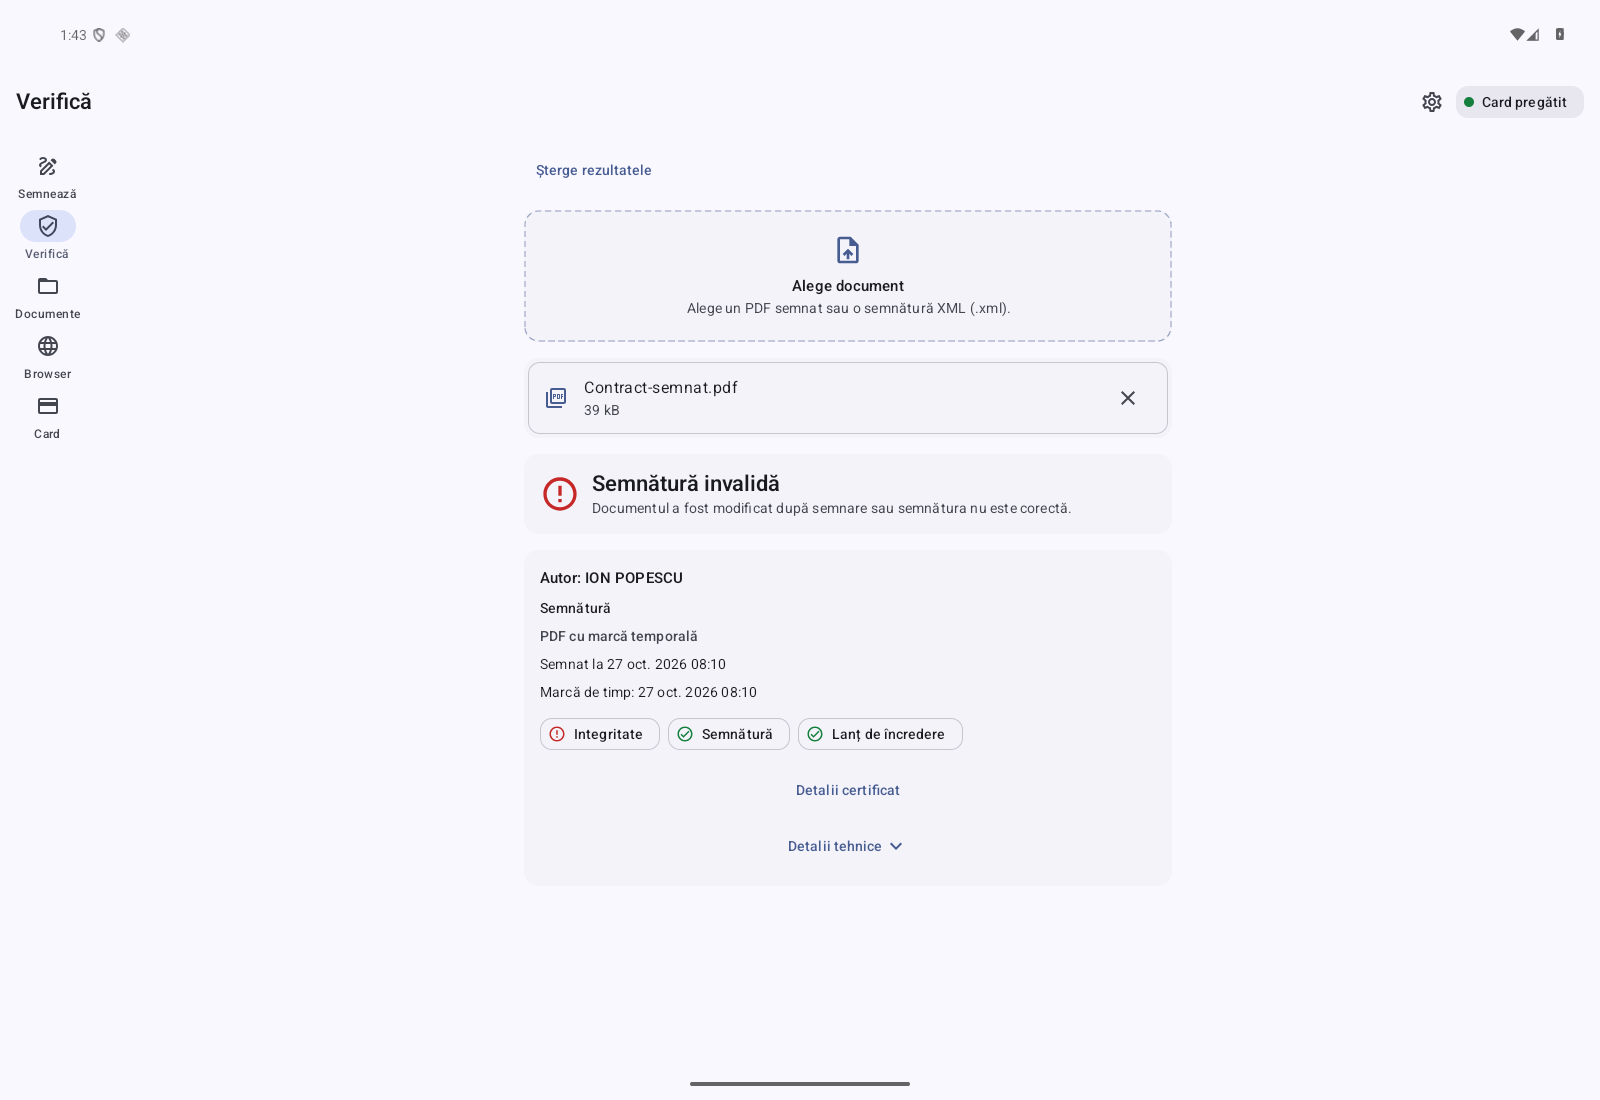 1:43
Verifică
Card pregătit
Semnează
Verifică
Documente
Browser
Card
Șterge rezultatele
Alege document
Alege un PDF semnat sau o semnătură XML (.xml).
PDF
Contract-semnat.pdf
39 kB
Semnătură invalidă
Documentul a fost modificat după semnare sau semnătura nu este corectă.
Autor: ION POPESCU
Semnătură
PDF cu marcă temporală
Semnat la 27 oct. 2026 08:10
Marcă de timp: 27 oct. 2026 08:10
Integritate
Semnătură
Lanț de încredere
Detalii certificat
Detalii tehnice